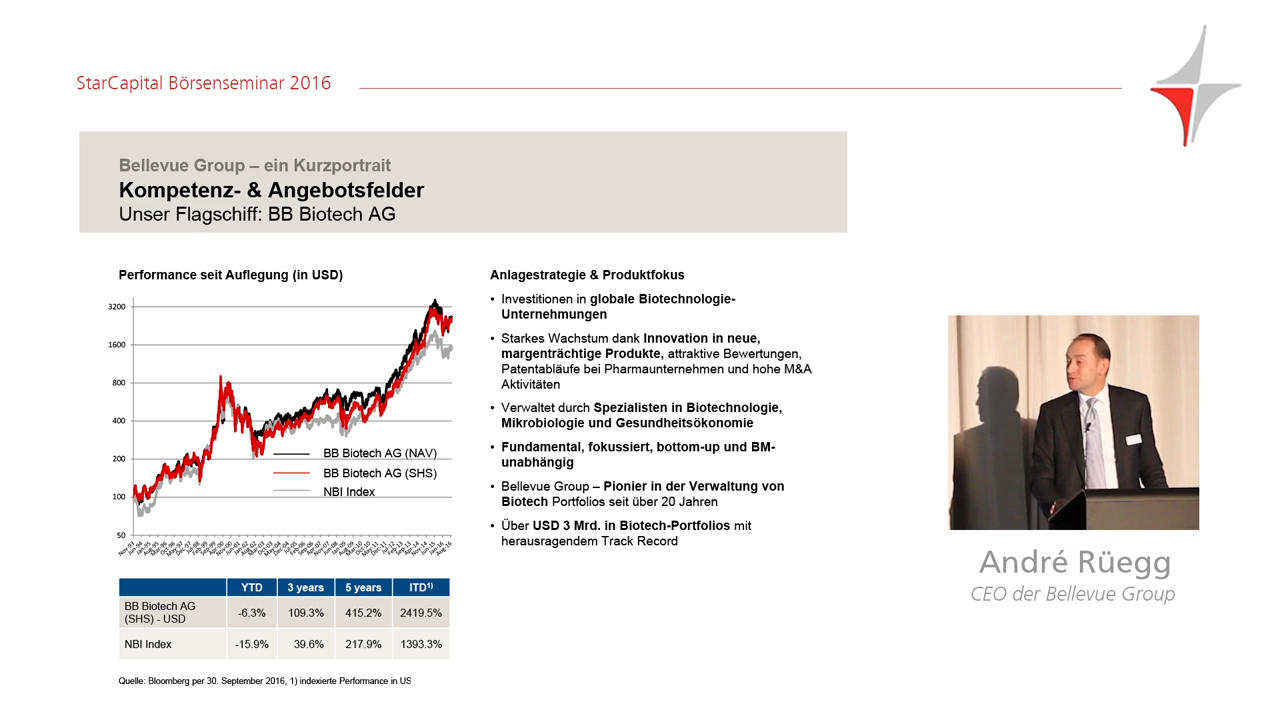 StarCapital Börsenseminar 2016
Bellevue Group – ein Kurzportrait
Kompetenz- & Angebotsfelder
Unser Flagschiff: BB Biotech AG
Performance seit Auflegung (in USD)
3200
1600
800
400
200
100
50
BB Biotech AG (NAV)
BB Biotech AG (SHS)
NBI Index
YTD 3 years 5 years ITD1)
BB Biotech AG
(SHS) - USD -6.3% 109.3% 415.2% 2419.5%
NBI Index -15.9% 39.6% 217.9% 1393.3%
Quelle: Bloomberg per 30. September 2016, 1) indexierte Performance in US
Anlagestrategie & Produktfokus
• Investitionen in globale Biotechnologie-
Unternehmungen
• Starkes Wachstum dank Innovation in neue,
margenträchtige Produkte, attraktive Bewertungen,
Patentabläufe bei Pharmaunternehmen und hohe M&A
Aktivitäten
• Verwaltet durch Spezialisten in Biotechnologie,
Mikrobiologie und Gesundheitsökonomie
• Fundamental, fokussiert, bottom-up und BM-
unabhängig
• Bellevue Group – Pionier in der Verwaltung von
Biotech Portfolios seit über 20 Jahren
• Über USD 3 Mrd. in Biotech-Portfolios mit
herausragendem Track Record
André Rüegg
CEO der Bellevue Group